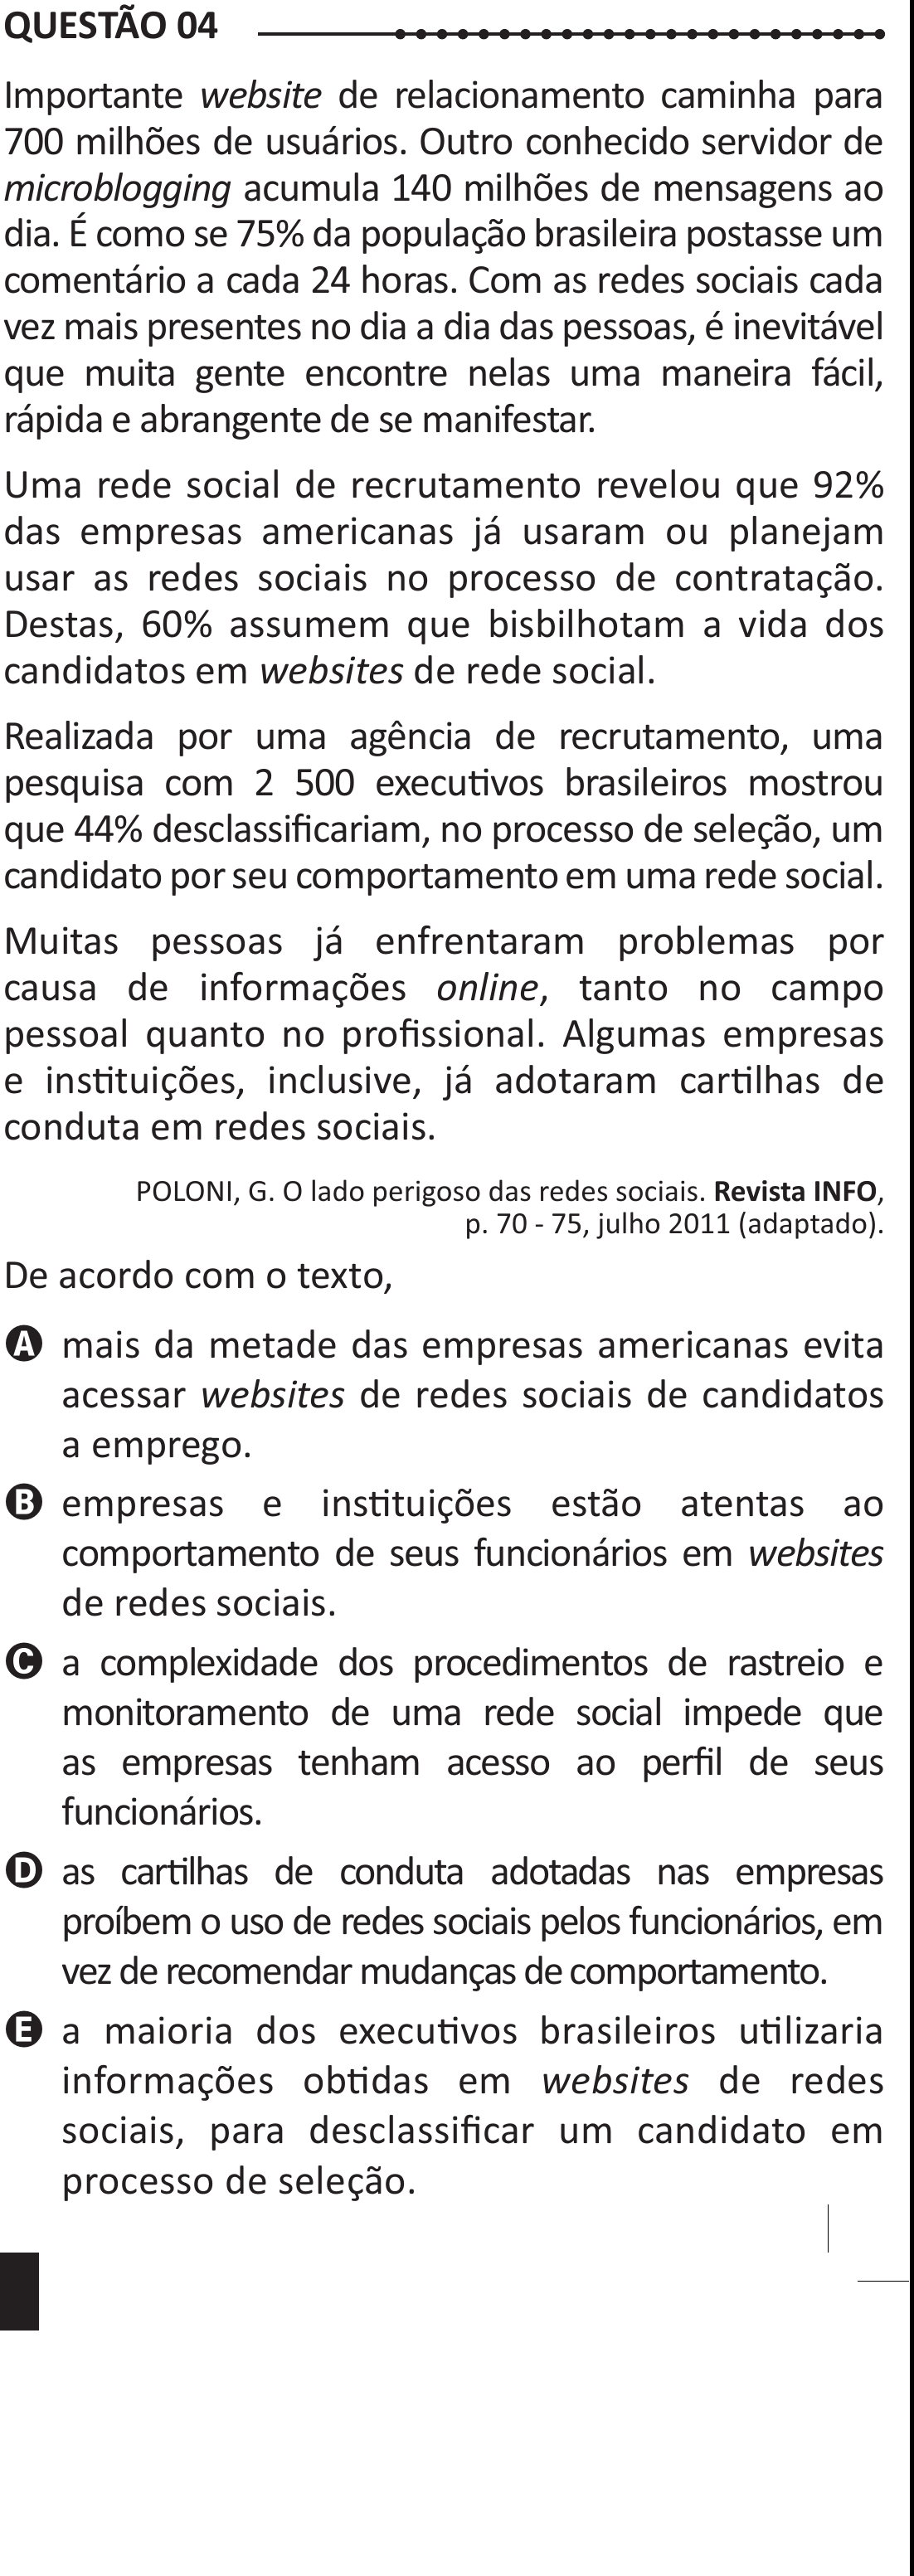 QUESTÃO 04
Importante website de relacionamento caminha para
700 milhões de usuários. Outro conhecido servidor de
microblogging acumula 140 milhões de mensagens ao
dia. É como se 75% da população brasileira postasse um
comentário a cada 24 horas. Com as redes sociais cada
vez mais presentes no dia a dia das pessoas, é inevitável
que muita gente encontre nelas uma maneira fácil,
rápida e abrangente de se manifestar.
Uma rede social de recrutamento revelou que 92%
das empresas americanas já usaram ou planejam
usar as redes sociais no processo de contratação.
Destas, 60% assumem que bisbilhotam a vida dos
candidatos em websites de rede social.
Realizada por uma agência de recrutamento, uma
pesquisa com 2 500 executivos brasileiros mostrou
que 44% desclassificariam, no processo de seleção, um
candidato por seu comportamento em uma rede social.
Muitas pessoas já enfrentaram problemas por
causa de informações online, tanto no campo
pessoal quanto no profissional. Algumas empresas
e instituições, inclusive, já adotaram cartilhas de
conduta em redes sociais.
POLONI, G. O lado perigoso das redes sociais. Revista INFO,
p. 70 - 75, julho 2011 (adaptado).
De acordo com o texto,
A mais da metade das empresas americanas evita
acessar websites de redes sociais de candidatos
a emprego.
B empresas e instituições estão atentas ao
comportamento de seus funcionários em websites
de redes sociais.
C a complexidade dos procedimentos de rastreio e
monitoramento de uma rede social impede que
as empresas tenham acesso ao perfil de seus
funcionários.
D as cartilhas de conduta adotadas nas empresas
proíbem o uso de redes sociais pelos funcionários, em
vez de recomendar mudanças de comportamento.
E a maioria dos executivos brasileiros utilizaria
informações obtidas em websites de redes
sociais, para desclassificar um candidato em
processo de seleção.